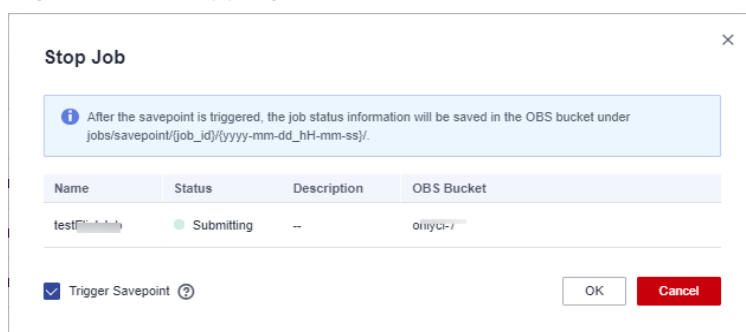 Stop Job
After the savepoint is triggered, the job status information will be saved in the OBS bucket under
jobs/savepoint/{job_id}/{yyyy-mm-dd_hH-mm-ss}/.
Name Status Description OBS Bucket
Submitting --
Trigger Savepoint ? OK Cancel